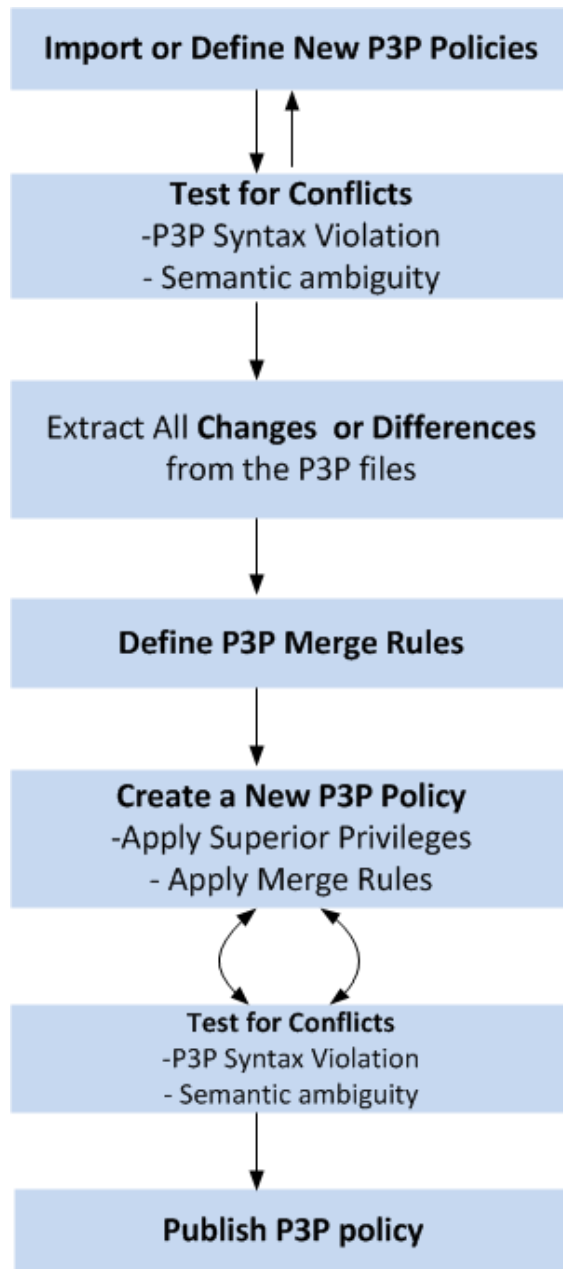 Import or Define New P3P Policies
Test for Conflicts
-P3P Syntax Violation
- Semantic ambiguity
Extract All Changes or Differences
from the P3P files
Define P3P Merge Rules
Create a New P3P Policy
-Apply Superior Privileges
- Apply Merge Rules
Test for Conflicts
-P3P Syntax Violation
- Semantic ambiguity
Publish P3P policy